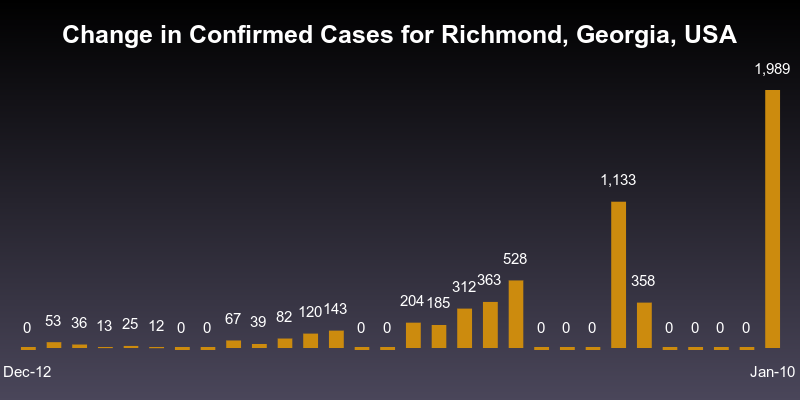 Change in Confirmed Cases for Richmond, Georgia, USA
0 53 36 13 25 12 0 0 67 39 82 120 143 0 0 204 185 312 363 528 0 0 0 1,133 358 0 0 0 0 1,989
Dec-12 Jan-10